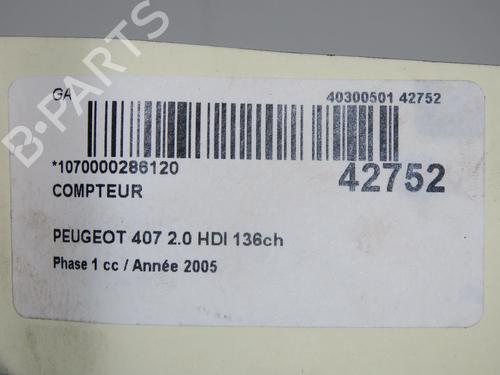 GA
40300501 42752
*1070000286120
42752
COMPTEUR
PEUGEOT 407 2.0 HDI 136ch
Phase 1 cc / Année 2005
B-PARTS